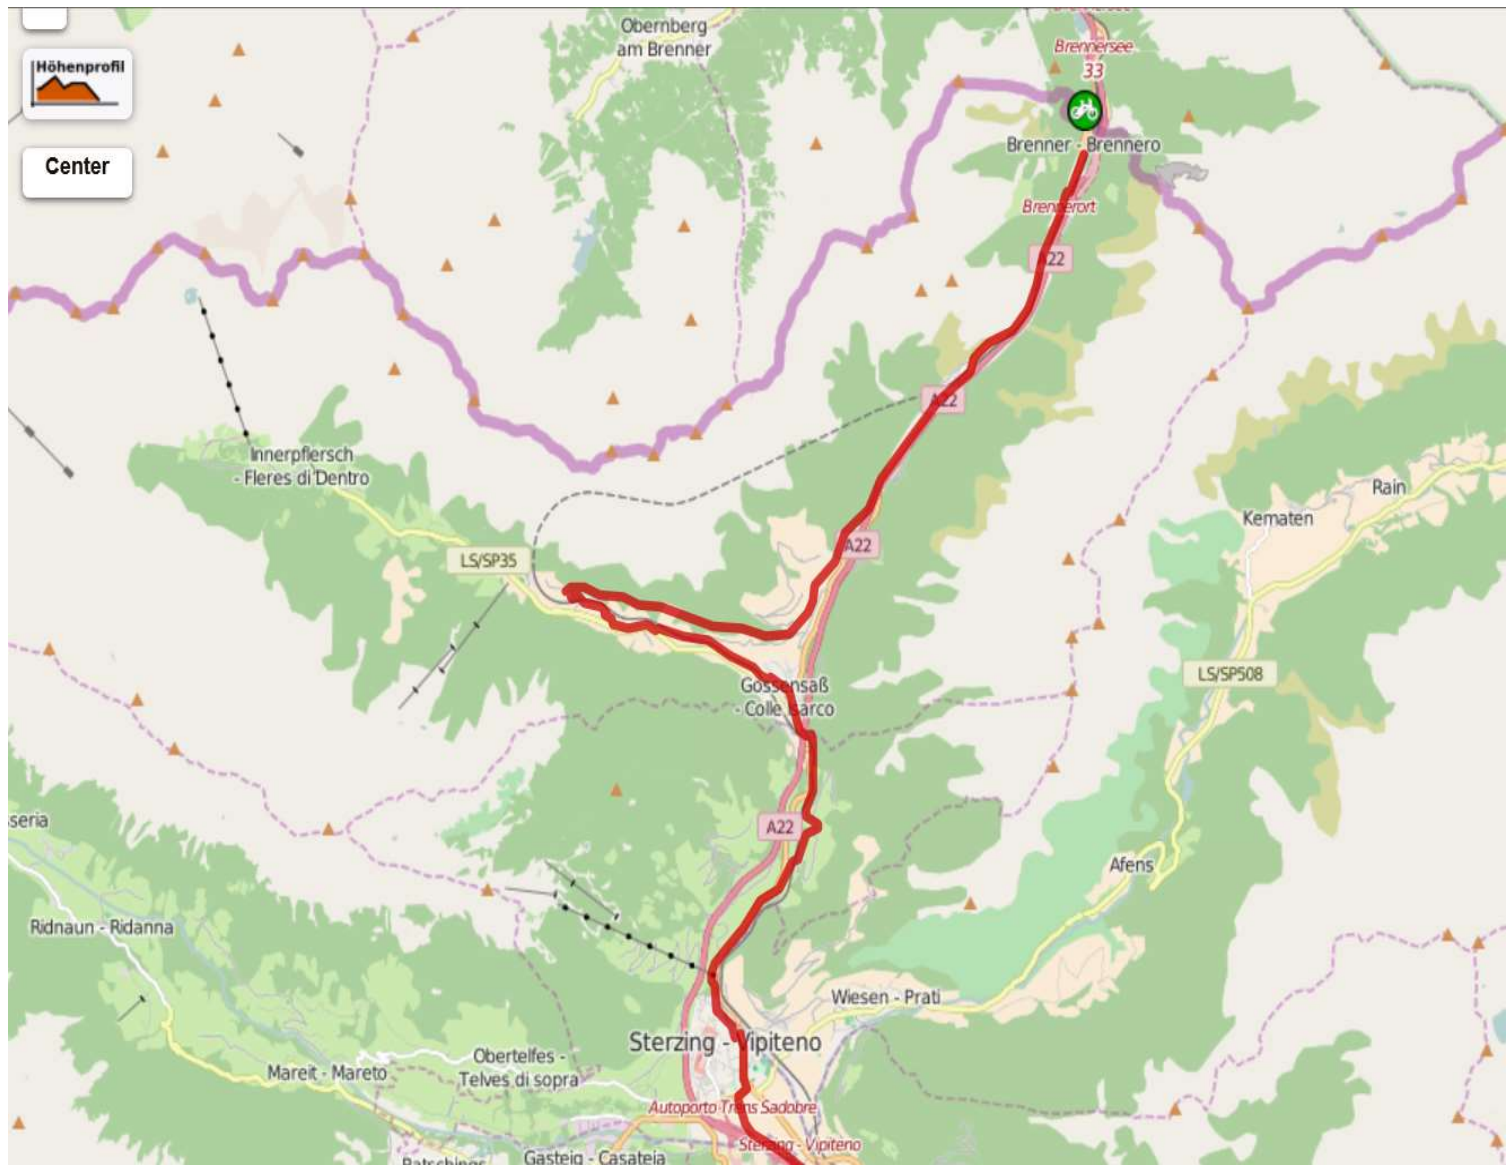 Obernberg
am Brenner
Brennersee
33
Höhenprofil
Center
Brenner - Brennero
Brennerort
A22
A22
Innerpflersch
- Fleres di Dentro
Rain
Kematen
A22
LS/SP35
LS/SP508
Gossensaß
- Colle Isarco
A22
sseria
Afens
Ridnaun - Ridanna
Wiesen - Prati
Sterzing - Vipiteno
Obertelfes -
Telves di sopra
Mareit - Mareto
Autoporto Trens Sadobre
Sterzing - Vipiteno
Gasteig - Casateia